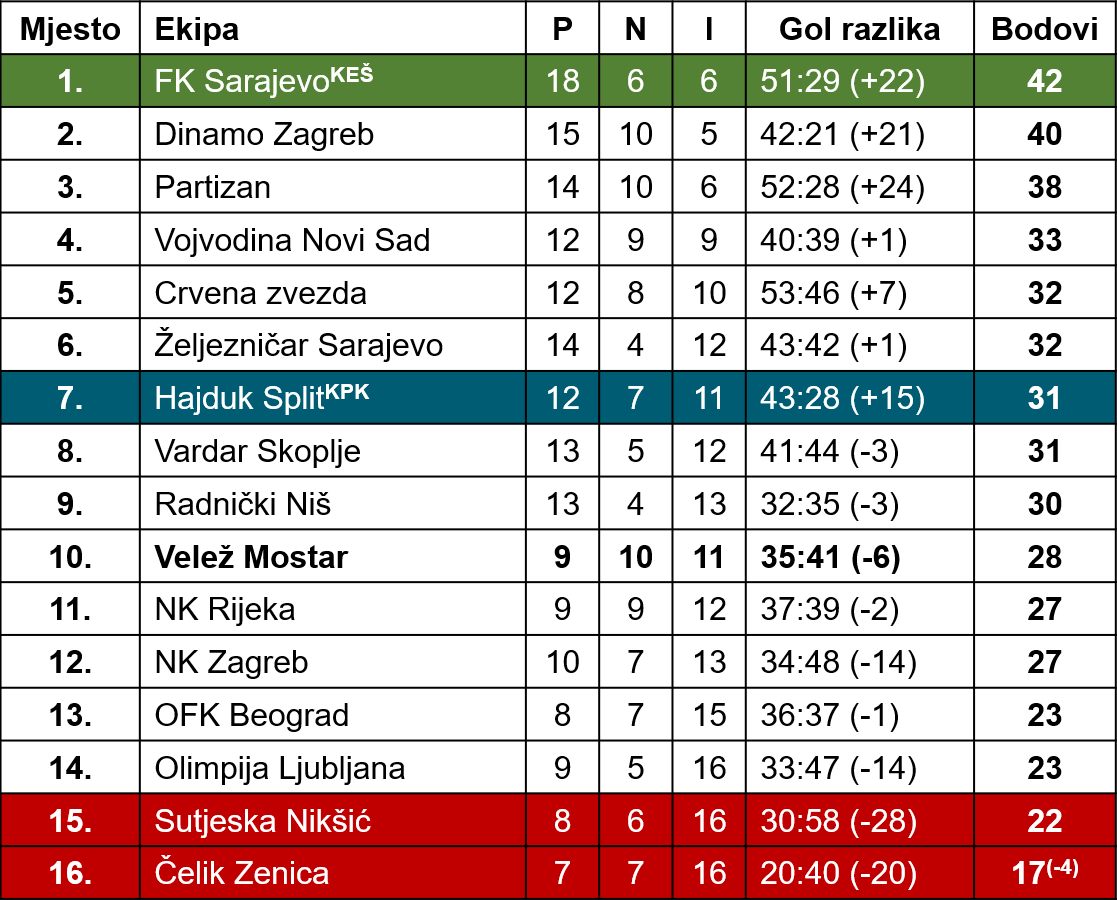 Mjesto Ekipa P N I Gol razlika Bodovi
1. FK SarajevoKEŠ 18 6 6 51:29 (+22) 42
2. Dinamo Zagreb 15 10 5 42:21 (+21) 40
3. Partizan 14 10 6 52:28 (+24) 38
4. Vojvodina Novi Sad 12 9 9 40:39 (+1) 33
5. Crvena zvezda 12 8 10 53:46 (+7) 32
6. Željezničar Sarajevo 14 4 12 43:42 (+1) 32
7. Hajduk SplitKPK 12 7 11 43:28 (+15) 31
8. Vardar Skoplje 13 5 12 41:44 (-3) 31
9. Radnički Niš 13 4 13 32:35 (-3) 30
10. Velež Mostar 9 10 11 35:41 (-6) 28
11. NK Rijeka 9 9 12 37:39 (-2) 27
12. NK Zagreb 10 7 13 34:48 (-14) 27
13. OFK Beograd 8 7 15 36:37 (-1) 23
14. Olimpija Ljubljana 9 5 16 33:47 (-14) 23
15. Sutjeska Nikšić 8 6 16 30:58 (-28) 22
16. Čelik Zenica 7 7 16 20:40 (-20) 17(-4)